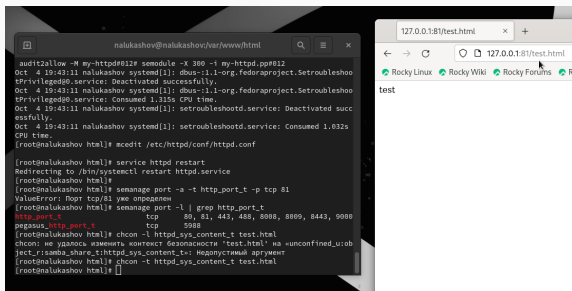 nalukashov@nalukashov:/var/www/html
audit2allow -M my-httpd#012# semodule -X 300 -i my-httpd.pp#012
Oct  4 19:43:11 nalukashov systemd[1]: dbus-:1.1-org.fedoraproject.Setroubleshoo
tPrivileged@0.service: Deactivated successfully.
Oct  4 19:43:11 nalukashov systemd[1]: dbus-:1.1-org.fedoraproject.Setroubleshoo
tPrivileged@0.service: Consumed 1.315s CPU time.
Oct  4 19:43:11 nalukashov systemd[1]: setroubleshootd.service: Deactivated succ
essfully.
Oct  4 19:43:11 nalukashov systemd[1]: setroubleshootd.service: Consumed 1.032s
CPU time.
[root@nalukashov html]# mcedit /etc/httpd/conf/httpd.conf
[root@nalukashov html]# service httpd restart
Redirecting to /bin/systemctl restart httpd.service
[root@nalukashov html]# semanage port -a -t http_port_t -p tcp 81
ValueError: Порт tcp/81 уже определен
[root@nalukashov html]# semanage port -l | grep http_port_t
http_port_t tcp 80, 81, 443, 488, 8008, 8009, 8443, 9000
pegasus_http_port_t tcp 5988
[root@nalukashov html]# chcon -l httpd_sys_content_t test.html
chcon: не удалось изменить контекст безопасности 'test.html' на «unconfined_u:ob
ject_r:samba_share_t:httpd_sys_content_t»: Недопустимый аргумент
[root@nalukashov html]# chcon -t httpd_sys_content_t test.html
[root@nalukashov html]#
127.0.0.1:81/test.html
127.0.0.1:81/test.html
Rocky Linux Rocky Wiki Rocky Forums
test